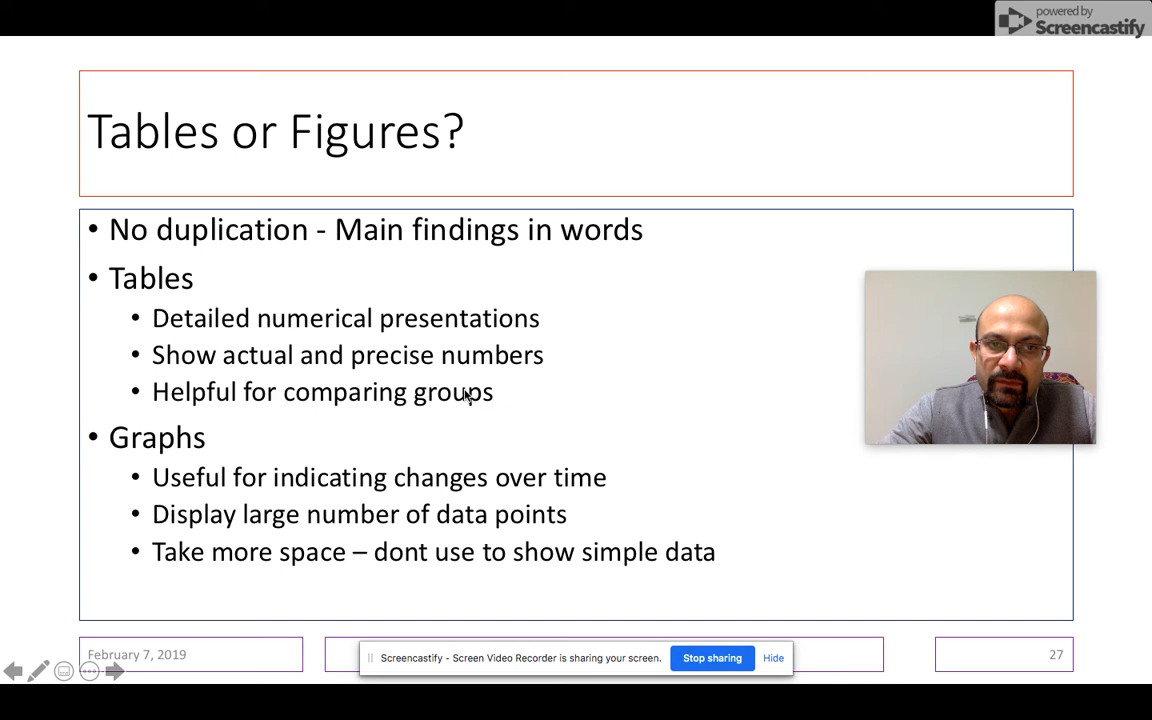 powered by
Screencastify
Tables or Figures?
• No duplication - Main findings in words
• Tables
• Detailed numerical presentations
• Show actual and precise numbers
• Helpful for comparing groups
• Graphs
• Useful for indicating changes over time
• Display large number of data points
• Take more space – dont use to show simple data
February 7, 2019
Screencastify - Screen Video Recorder is sharing your screen.
Stop sharing
Hide
27